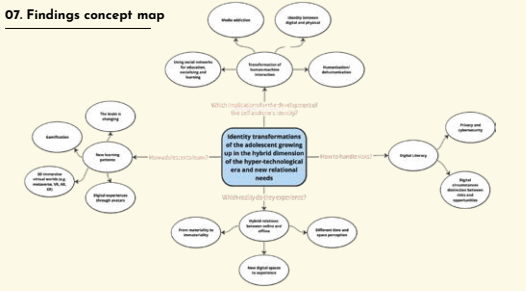 07. Findings concept map
Media addiction
Identity between
digital and physical
Using social networks
for education,
socialising and
learning
Transformation of
human-machine
interaction
Humanisation/
dehumanisation
Which implications for the development of
the self and one's identity?
The brain is
changing
Gamification
New learning
patterns
3D immersive
virtual worlds (e.g.
metaverse, VR, AR,
XR)
Digital experiences
through avatars
How adolescents learn?
Identity transformations
of the adolescent growing
up in the hybrid dimension
of the hyper-technological
era and new relational
needs
How to handle risks?
Digital Literacy
Privacy and
cybersecurity
Digital
circumstances
distinction between
risks and
opportunities
Which reality do they experience?
Hybrid relations
between online and
offline
From materiality to
immateriality
Different time and
space perception
New digital spaces
to experience